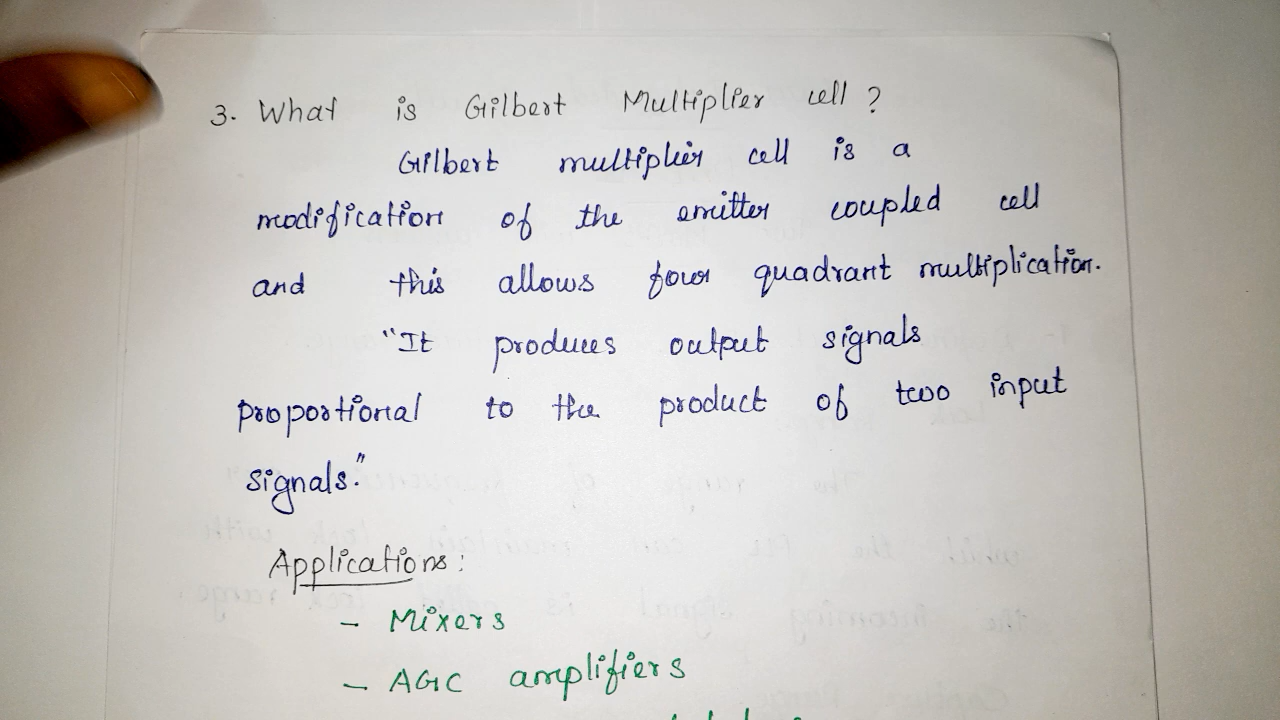 3. What is Gilbert Multiplier cell ?
Gilbert multiplier cell is a
modification of the emitter coupled cell
and this allows four quadrant multiplication.
"It produces output signals
proportional to the product of two input
signals."
Applications :
- Mixers
- AGC amplifiers